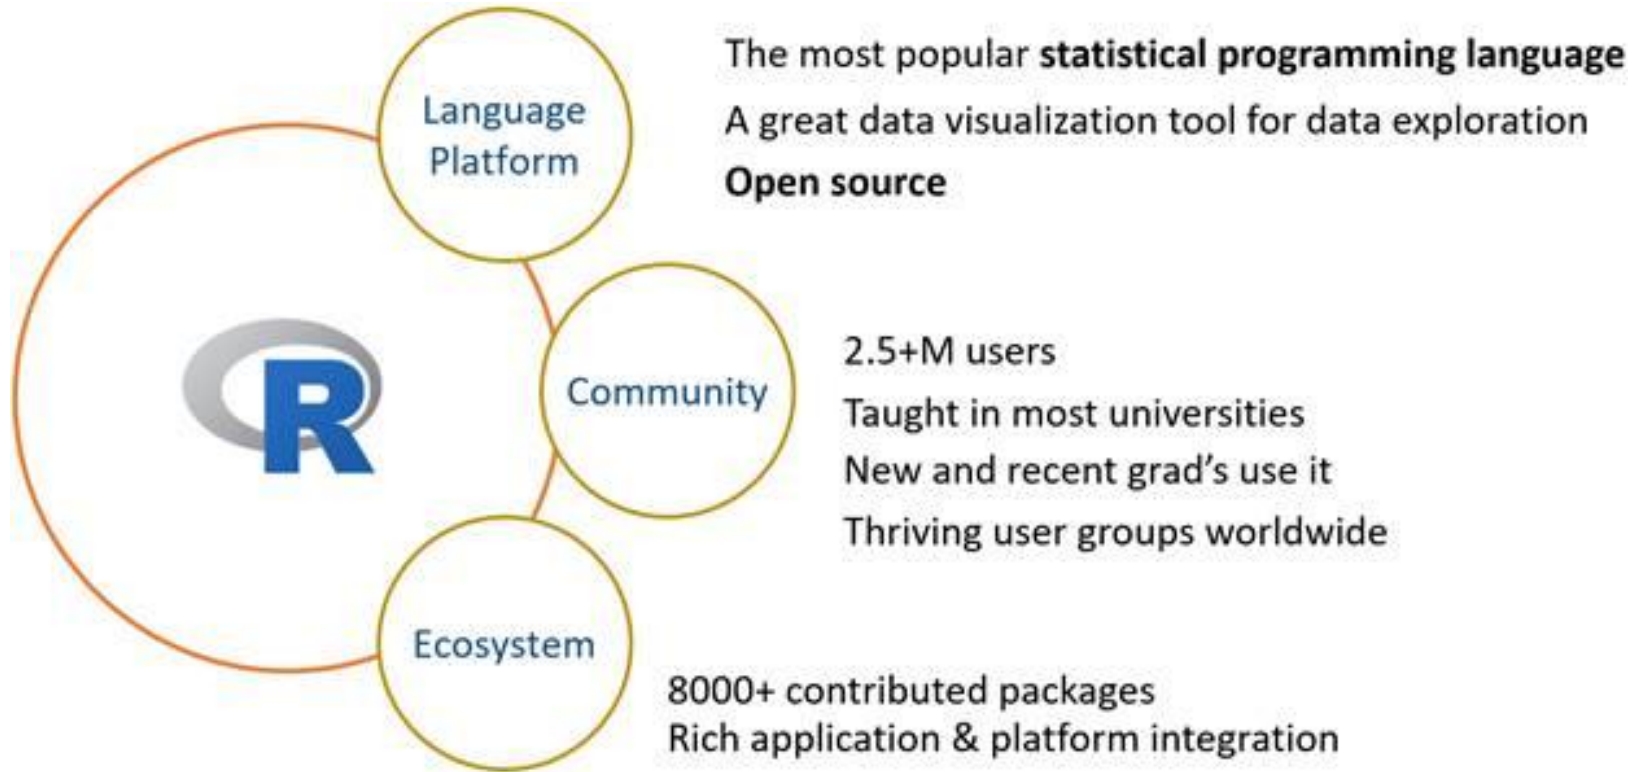 Language
Platform
The most popular statistical programming language
A great data visualization tool for data exploration
Open source
R
Community
2.5+M users
Taught in most universities
New and recent grad’s use it
Thriving user groups worldwide
Ecosystem
8000+ contributed packages
Rich application & platform integration